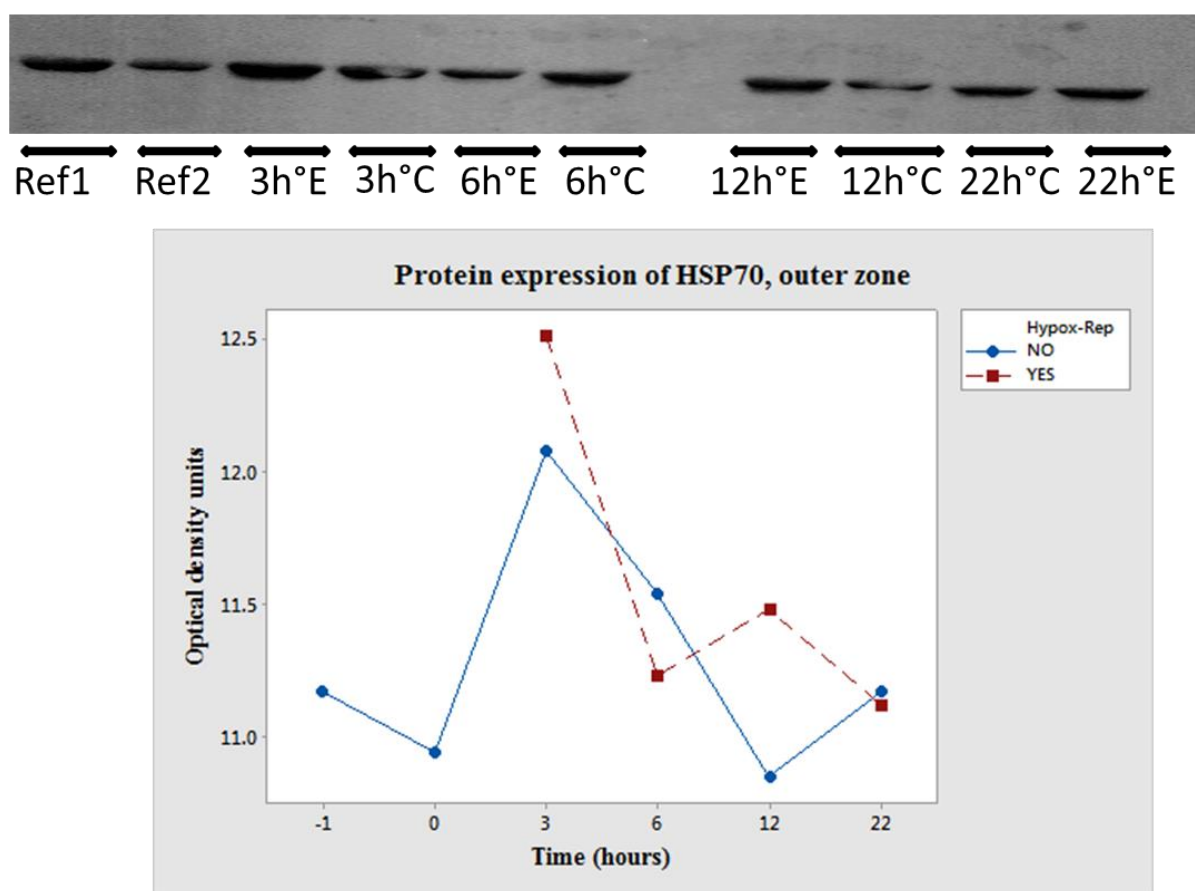 Ref1 Ref2 3h°E 3h°C 6h°E 6h°C 12h°E 12h°C 22h°C 22h°E
Protein expression of HSP70, outer zone
Hypox-Rep
NO
YES
Optical density units
12.5
12.0
11.5
11.0
-1 0 3 6 12 22
Time (hours)